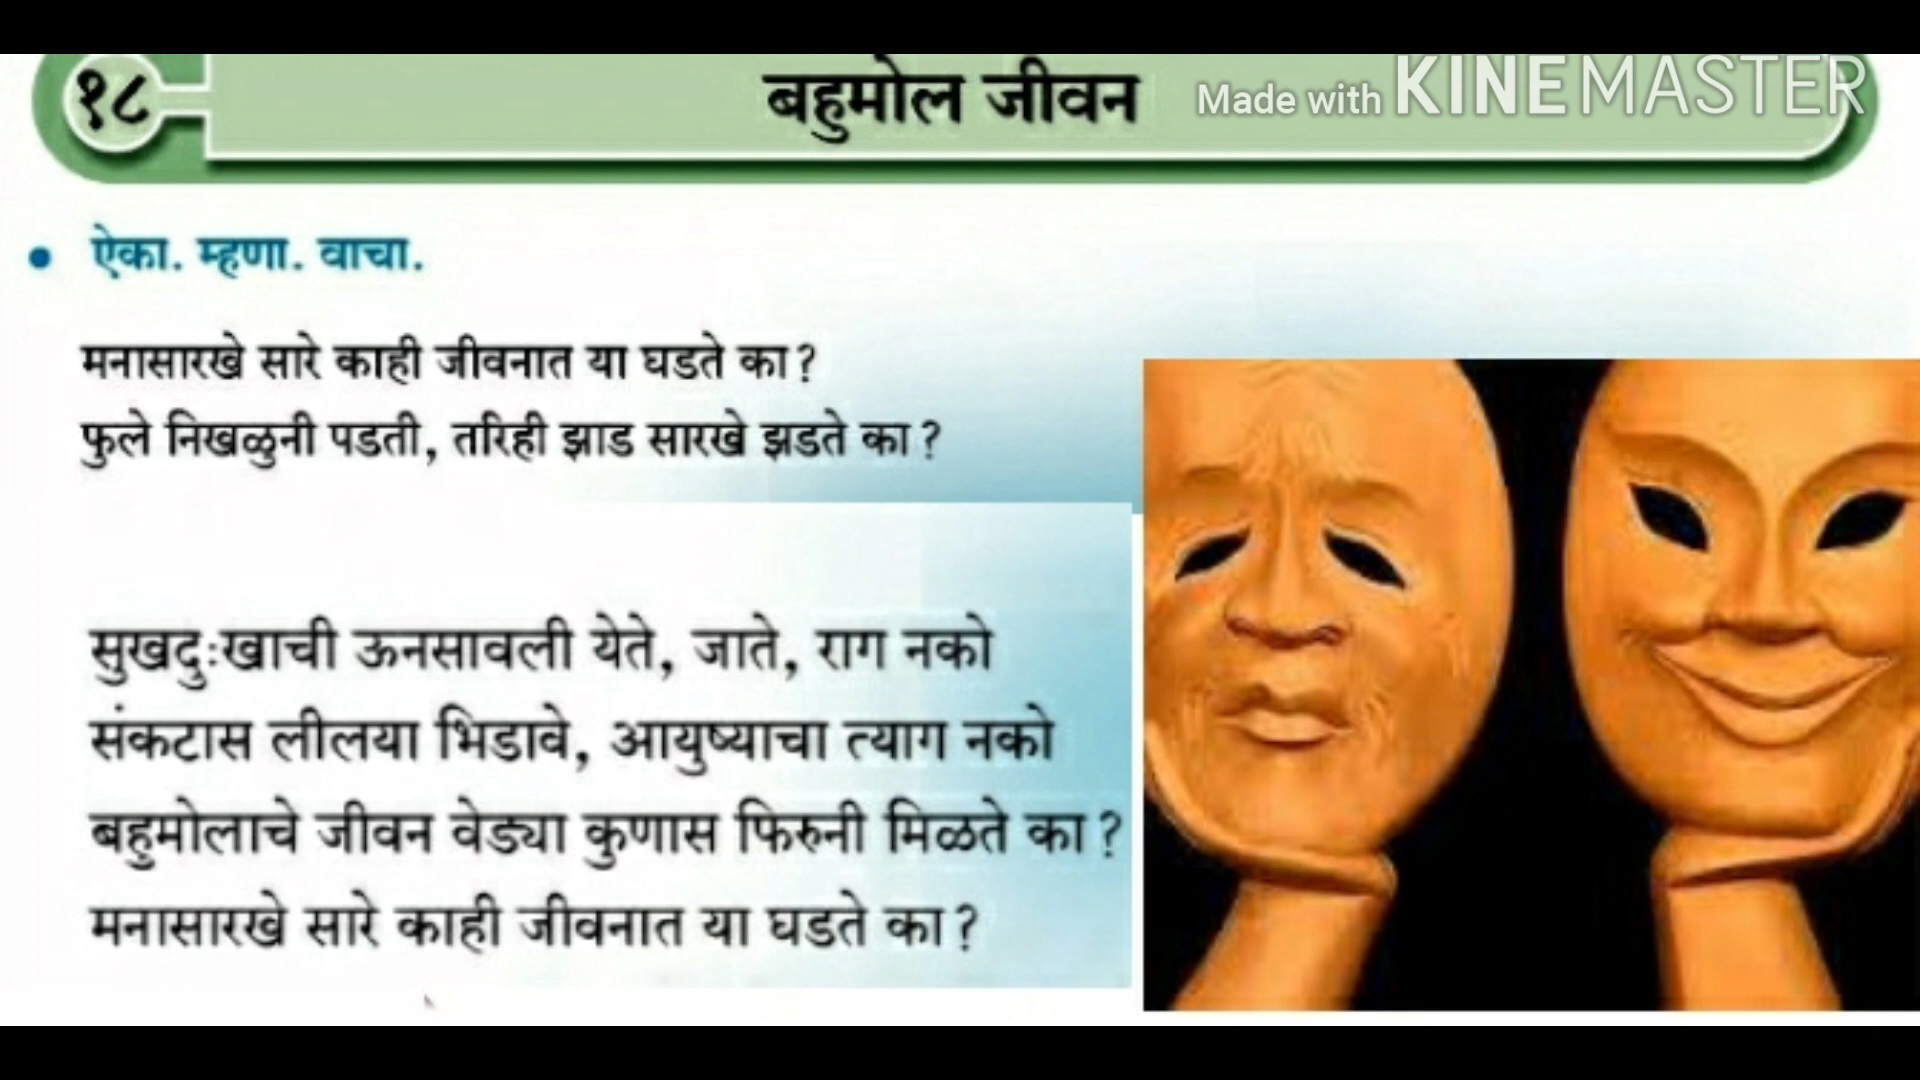 १८
बहुमोल जीवन
Made with KINEMASTER
• ऐका. म्हणा. वाचा.
मनासारखे सारे काही जीवनात या घडते का?
फुले निखळुनी पडती, तरिही झाड सारखे झडते का?
सुखदुःखाची ऊनसावली येते, जाते, राग नको
संकटास लीलया भिडावे, आयुष्याचा त्याग नको
बहुमोलाचे जीवन वेड्या कुणास फिरुनी मिळते का?
मनासारखे सारे काही जीवनात या घडते का?